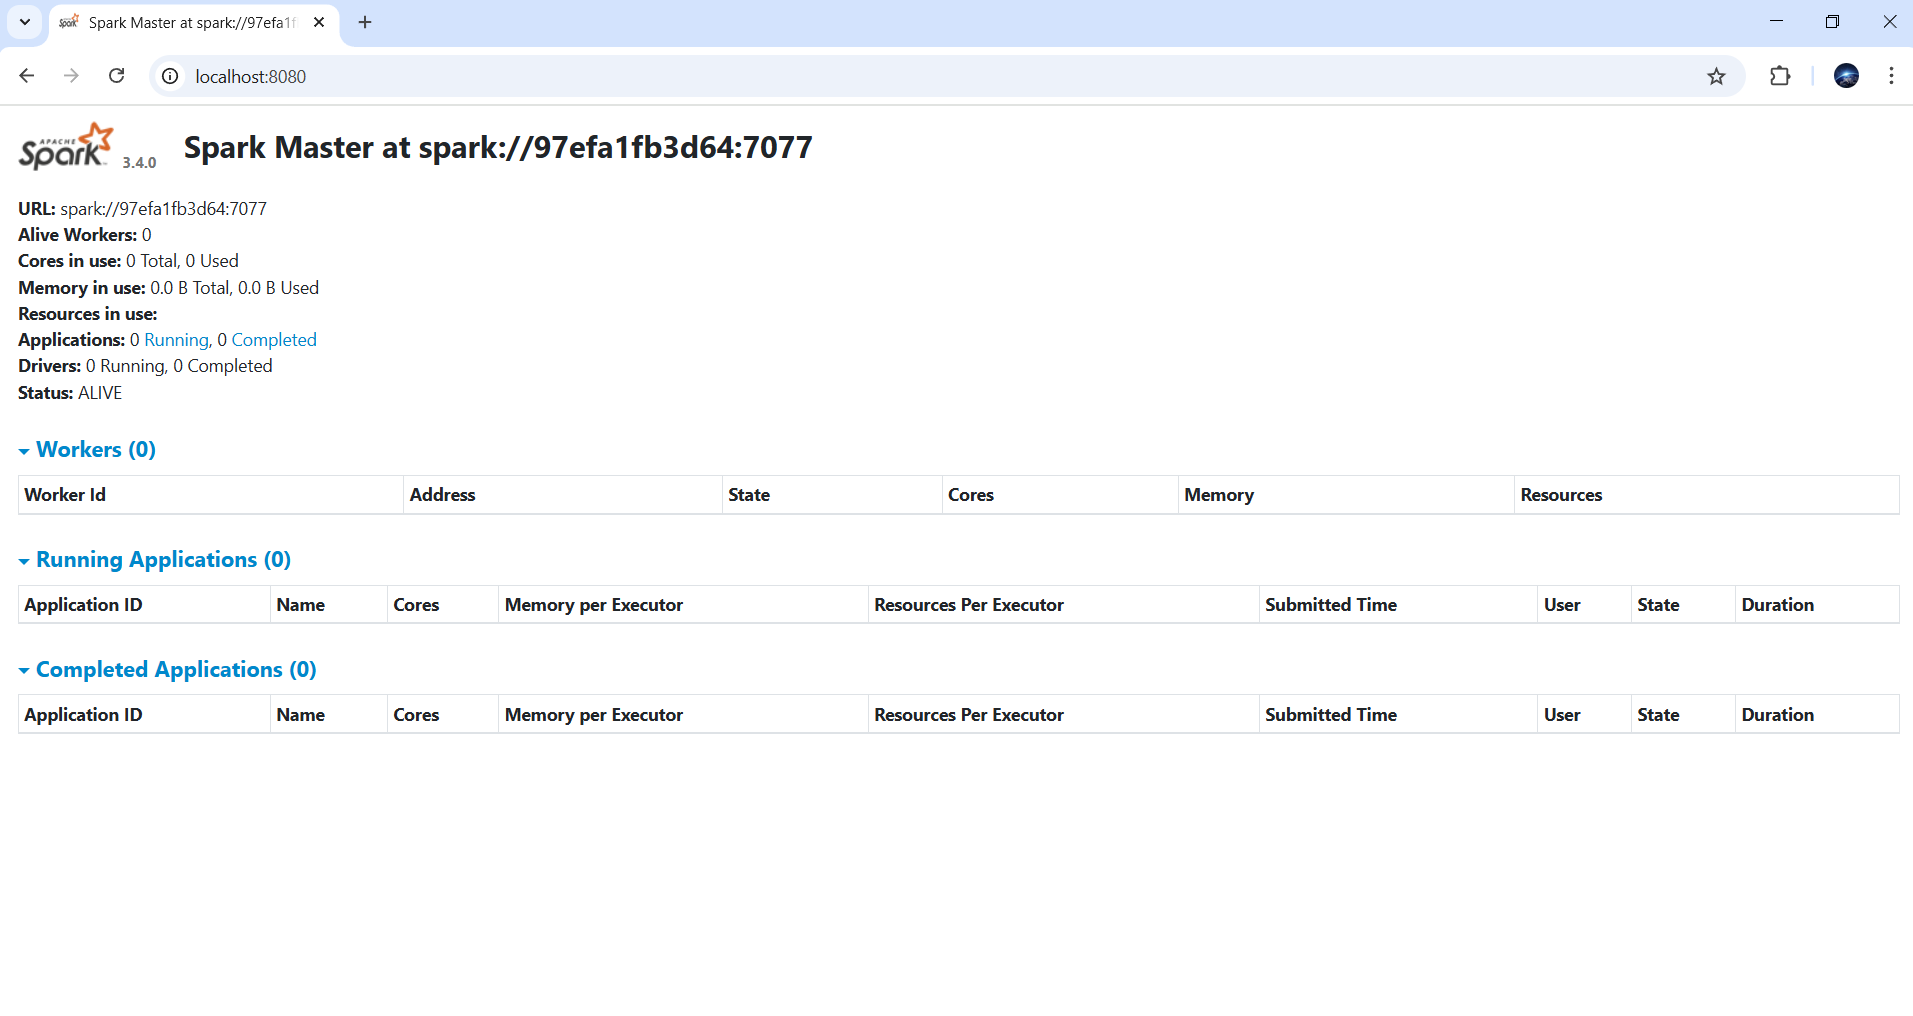 Spark Master at spark://97efa1f
localhost:8080
APACHE
Spark 3.4.0
Spark Master at spark://97efa1fb3d64:7077
URL: spark://97efa1fb3d64:7077
Alive Workers: 0
Cores in use: 0 Total, 0 Used
Memory in use: 0.0 B Total, 0.0 B Used
Resources in use:
Applications: 0 Running, 0 Completed
Drivers: 0 Running, 0 Completed
Status: ALIVE
Workers (0)
Worker Id Address State Cores Memory Resources
Running Applications (0)
Application ID Name Cores Memory per Executor Resources Per Executor Submitted Time User State Duration
Completed Applications (0)
Application ID Name Cores Memory per Executor Resources Per Executor Submitted Time User State Duration